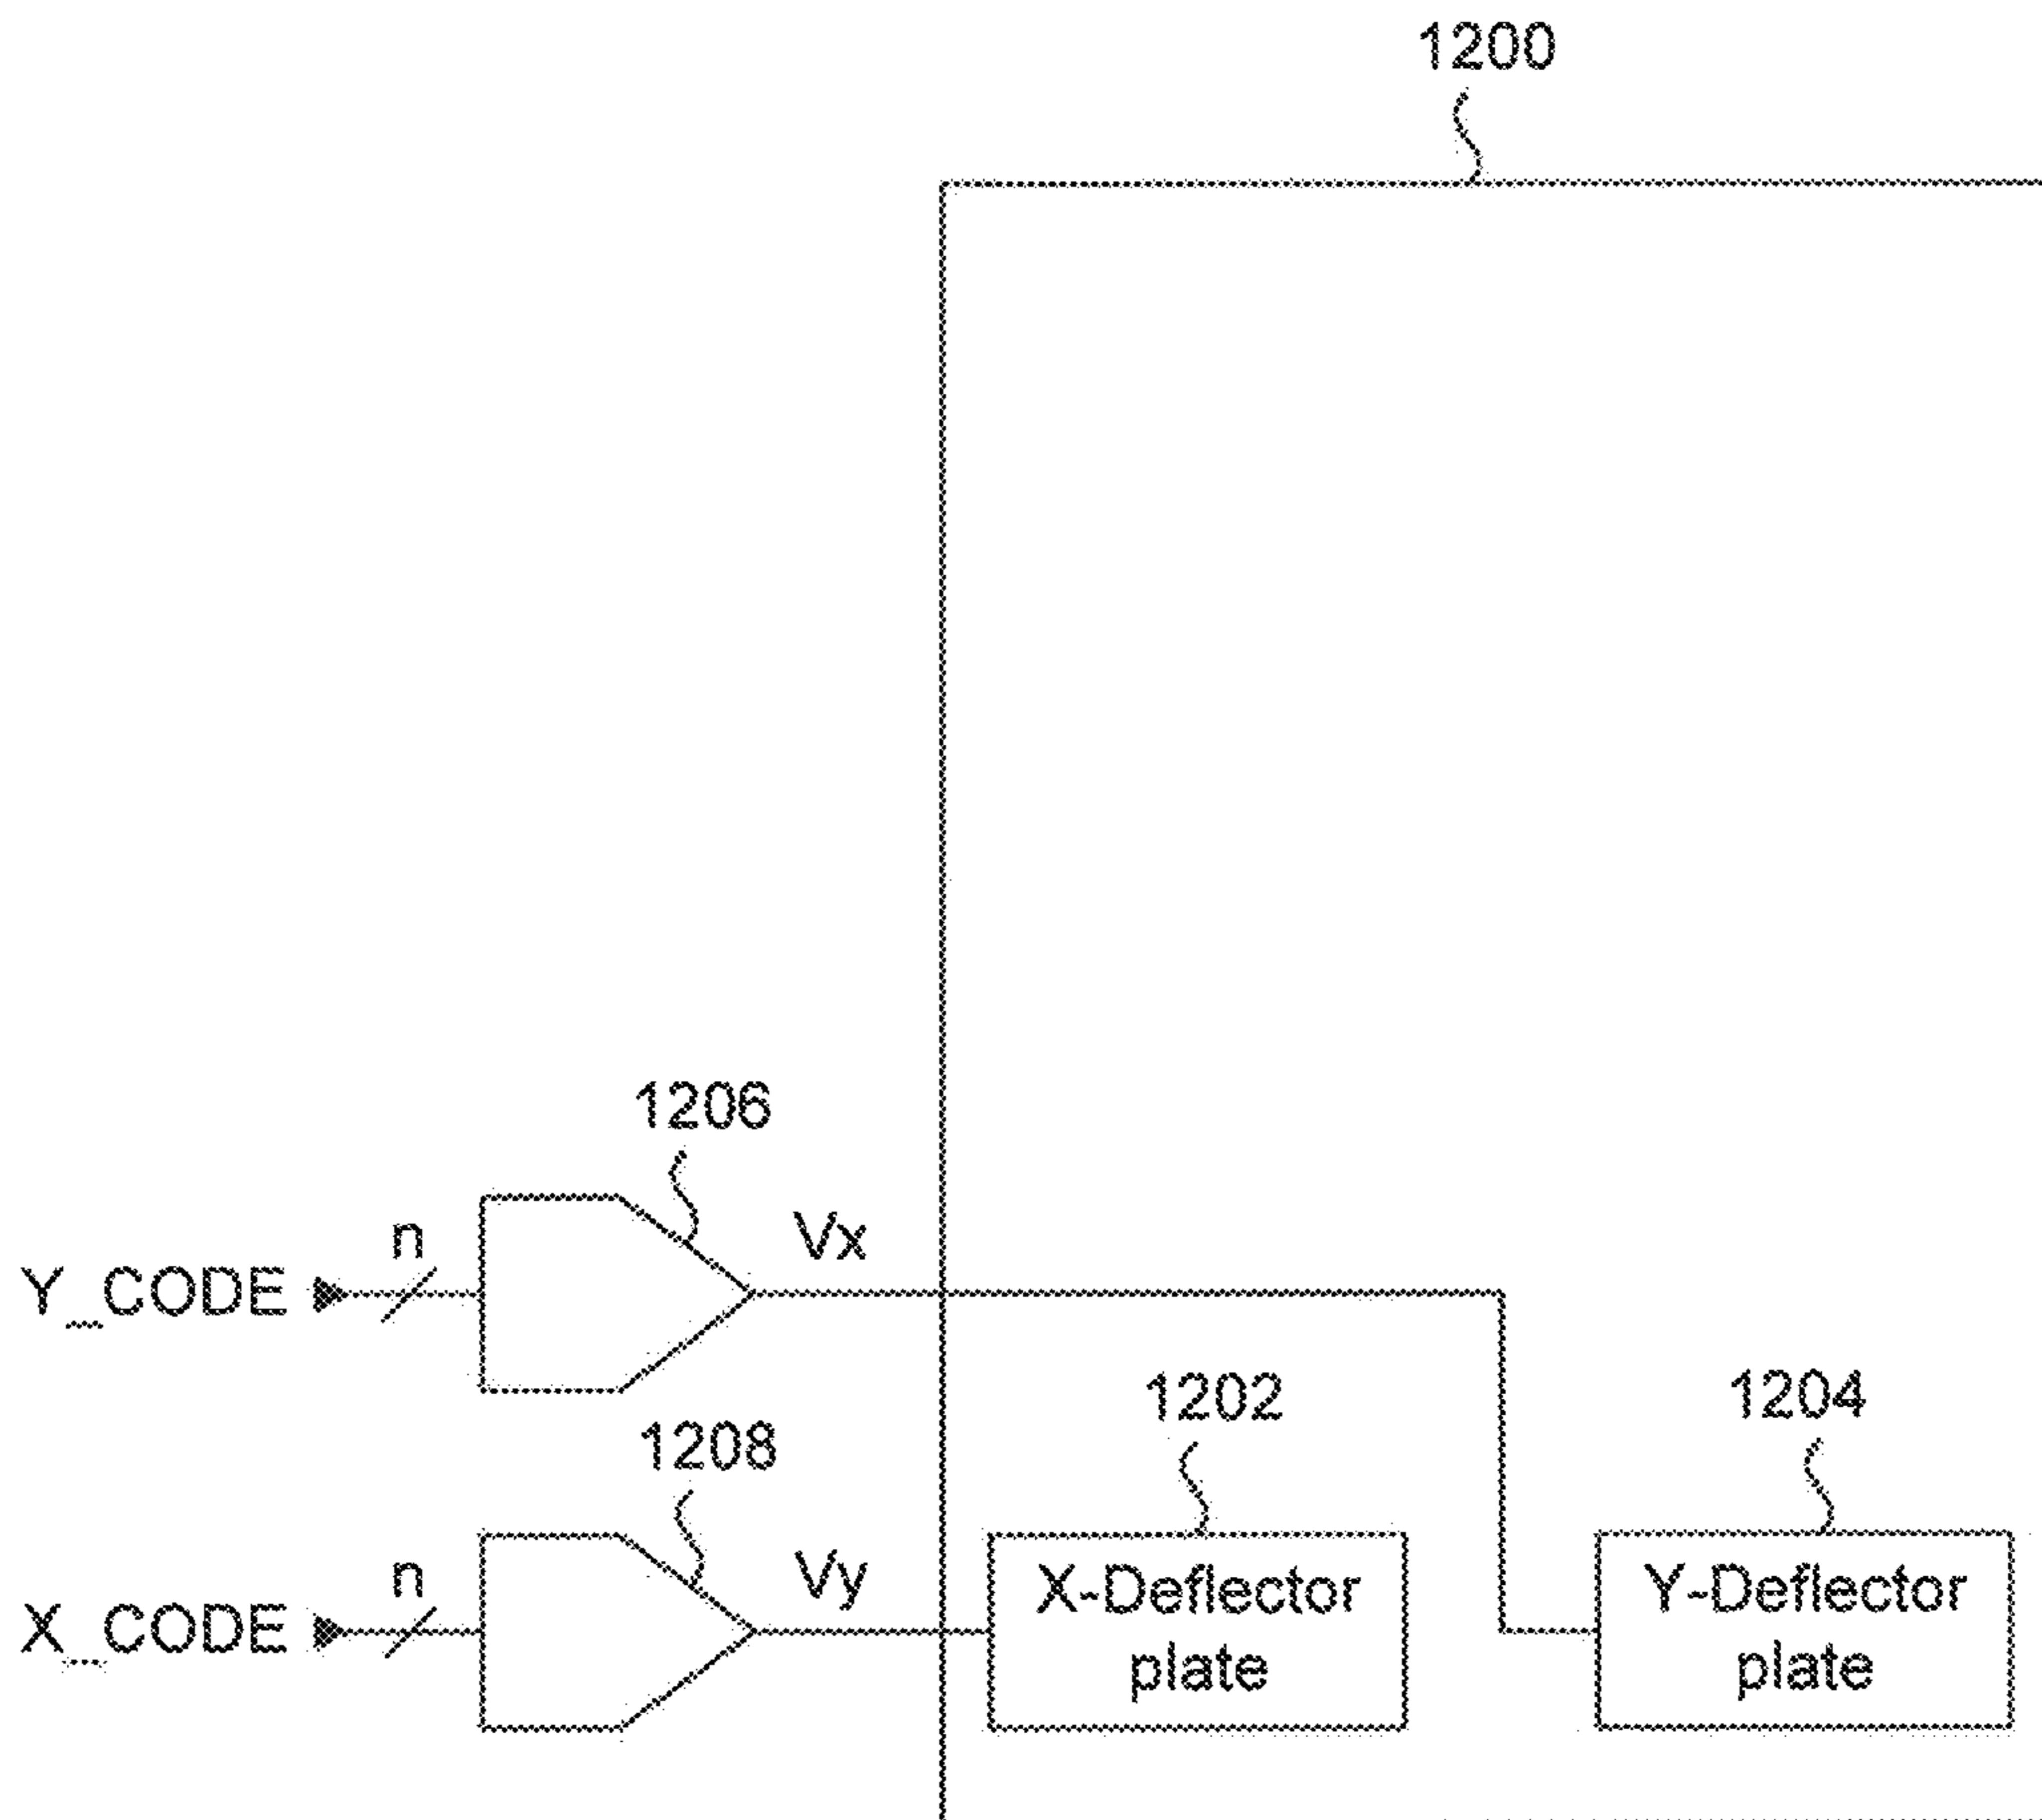 1200
1206
n
Vx
Y_CODE
1202
1204
1208
n
Vy
X-Deflector
plate
Y-Deflector
plate
X_CODE